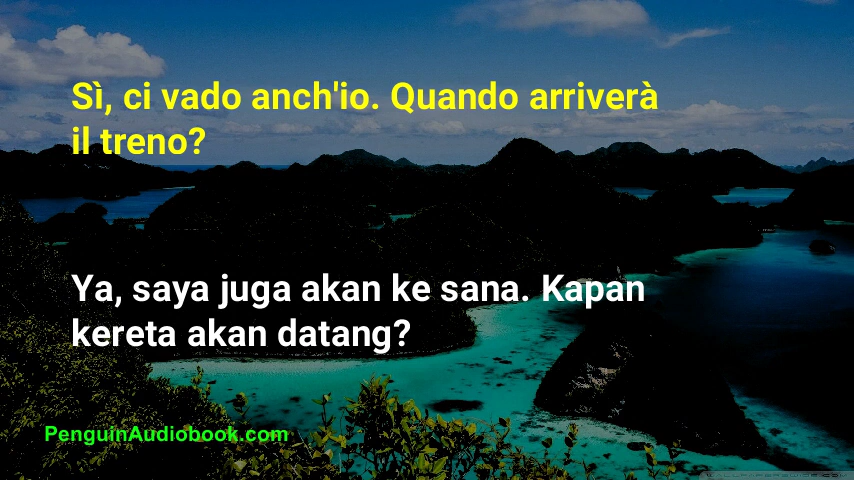 Sì, ci vado anch'io. Quando arriverà
il treno?
Ya, saya juga akan ke sana. Kapan
kereta akan datang?
PenguinAudiobook.com